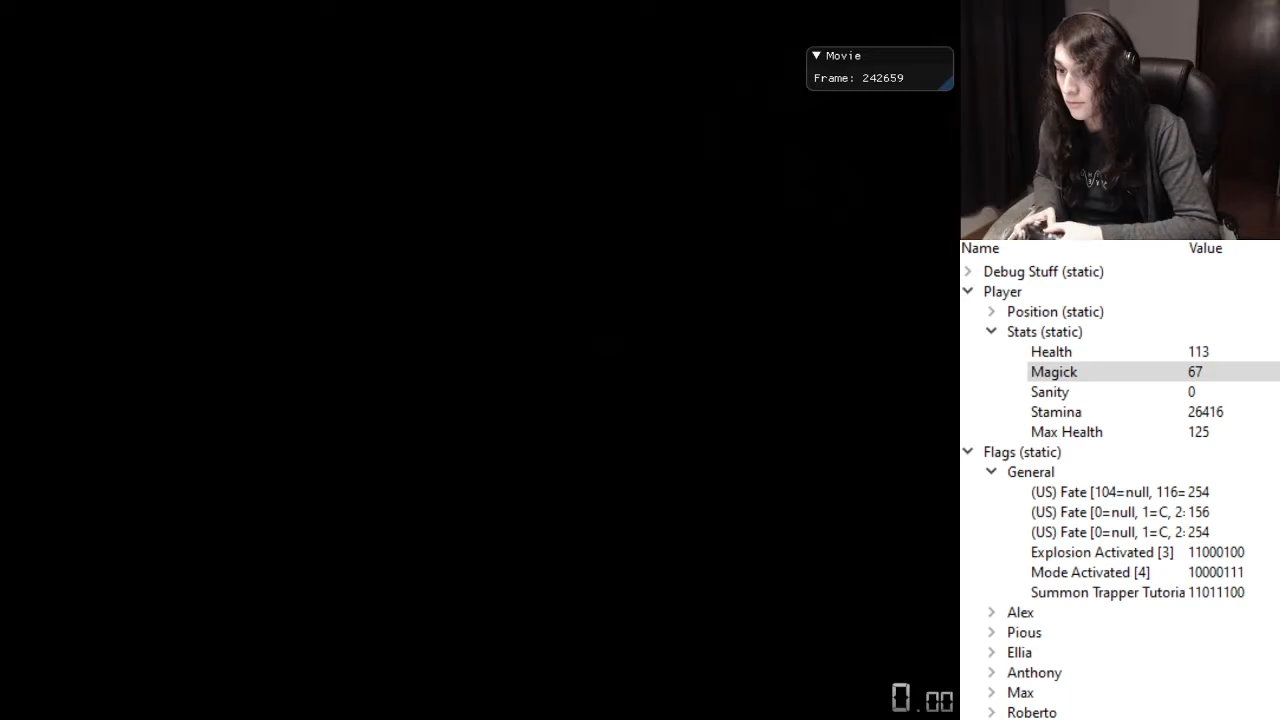 Movie
Frame: 242659
Name Value
Debug Stuff (static)
Player
Position (static)
Stats (static)
Health 113
Magick 67
Sanity 0
Stamina 26416
Max Health 125
Flags (static)
General
(US) Fate [104=null, 116= 254
(US) Fate [0=null, 1=C, 2: 156
(US) Fate [0=null, 1=C, 2: 254
Explosion Activated [3] 11000100
Mode Activated [4] 10000111
Summon Trapper Tutoria 11011100
Alex
Pious
Ellia
Anthony
Max
Roberto
0.00